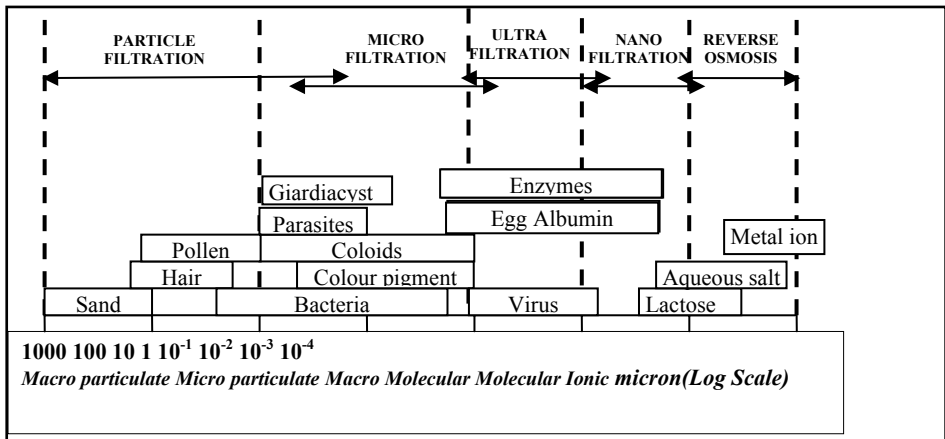 PARTICLE
FILTRATION
MICRO
FILTRATION
ULTRA
FILTRATION
NANO
FILTRATION
REVERSE
OSMOSIS
Giardiacyst
Enzymes
Parasites
Egg Albumin
Metal ion
Pollen
Coloids
Hair
Colour pigment
Aqueous salt
Sand
Bacteria
Virus
Lactose
1000 100 10 1 10⁻¹ 10⁻² 10⁻³ 10⁻⁴
Macro particulate Micro particulate Macro Molecular Molecular Ionic micron(Log Scale)